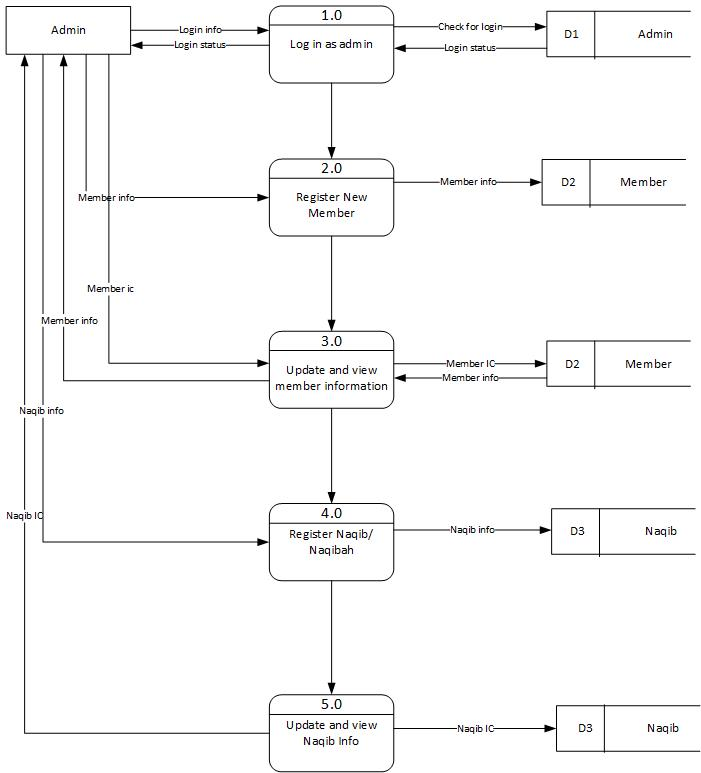 Admin
Login info
Login status
1.0
Log in as admin
Check for login
Login status
D1
Admin
2.0
Register New
Member
Member info
Member info
D2
Member
Member ic
Member info
3.0
Update and view
member information
Member IC
Member info
D2
Member
Naqib info
Naqib IC
4.0
Register Naqib/
Naqibah
Naqib info
D3
Naqib
5.0
Update and view
Naqib Info
Naqib IC
D3
Naqib